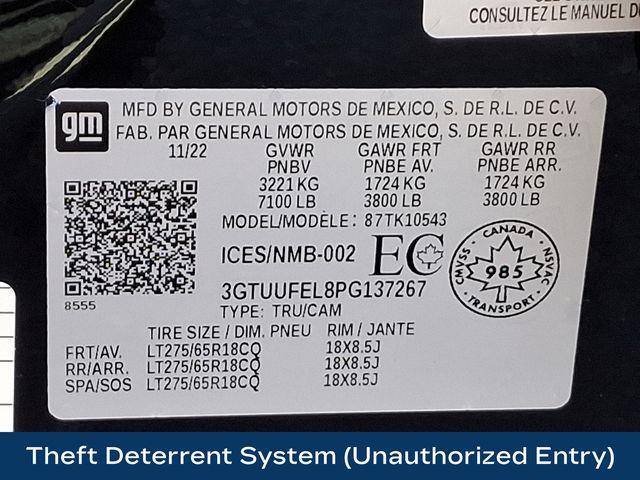 CONSULTEZ LE MANUEL D
gm
MFD BY GENERAL MOTORS DE MEXICO, S. DE R.L. DE C.V.
FAB. PAR GENERAL MOTORS DE MEXICO, S. DE R.L. DE C.V.
11/22 GVWR GAWR FRT GAWR RR
PNBV PNBE AV. PNBE ARR.
3221 KG 1724 KG 1724 KG
7100 LB 3800 LB 3800 LB
MODEL/MODÈLE: 87TK10543
ICES/NMB-002 EC
CANADA
CMVSS 985 NSVAC
TRANSPORT
8555
3GTUUFEL8PG137267
TYPE: TRU/CAM
TIRE SIZE / DIM. PNEU RIM / JANTE
FRT/AV. LT275/65R18CQ 18X8.5J
RR/ARR. LT275/65R18CQ 18X8.5J
SPA/SOS LT275/65R18CQ 18X8.5J
Theft Deterrent System (Unauthorized Entry)